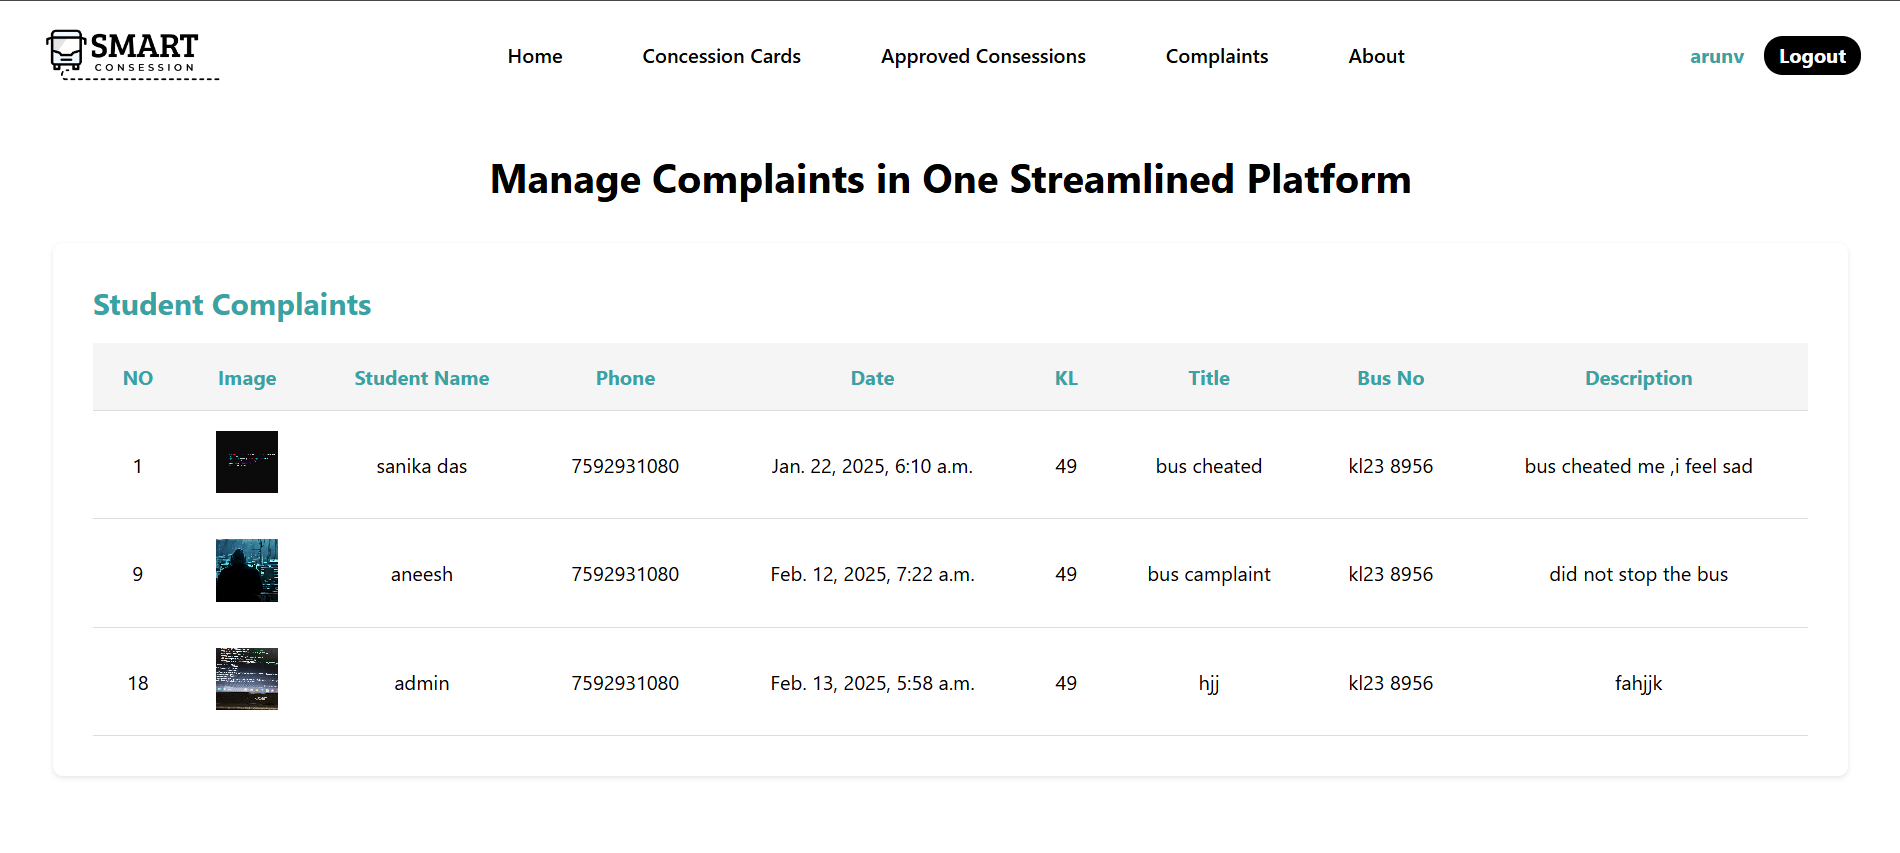 SMART
CONSESSION
Home Concession Cards Approved Consessions Complaints About arunv Logout
Manage Complaints in One Streamlined Platform
Student Complaints
NO Image Student Name Phone Date KL Title Bus No Description
1 sanika das 7592931080 Jan. 22, 2025, 6:10 a.m. 49 bus cheated kl23 8956 bus cheated me ,i feel sad
9 aneesh 7592931080 Feb. 12, 2025, 7:22 a.m. 49 bus camplaint kl23 8956 did not stop the bus
18 admin 7592931080 Feb. 13, 2025, 5:58 a.m. 49 hjj kl23 8956 fahjjk